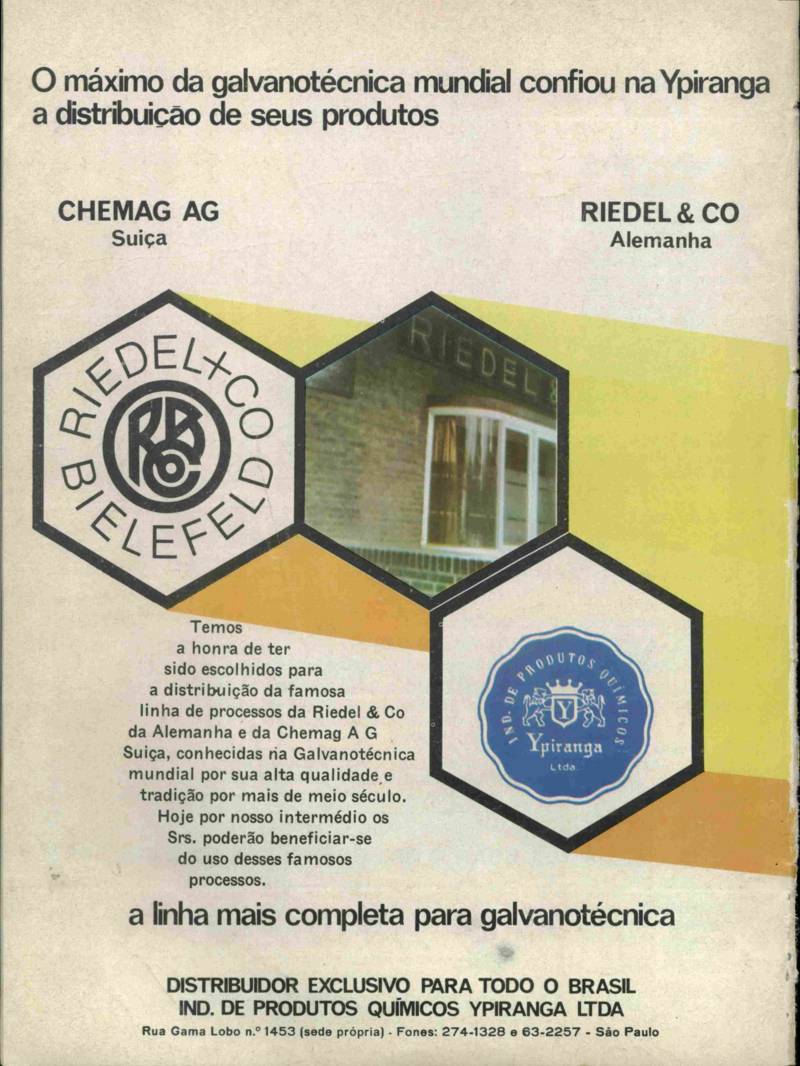 O máximo da galvanotécnica mundial confiou na Ypiranga
a distribuição de seus produtos
CHEMAG AG
Suiça
RIEDEL & CO
Alemanha
RIEDEL+CO
BIELEFELD
RBCO
RIEDEL &
IND. DE PRODUTOS QUÍMICOS
Y
Ypiranga
Ltda.
Temos
a honra de ter
sido escolhidos para
a distribuição da famosa
linha de processos da Riedel & Co
da Alemanha e da Chemag A G
Suiça, conhecidas na Galvanotécnica
mundial por sua alta qualidade e
tradição por mais de meio século.
Hoje por nosso intermédio os
Srs. poderão beneficiar-se
do uso desses famosos
processos.
a linha mais completa para galvanotécnica
DISTRIBUIDOR EXCLUSIVO PARA TODO O BRASIL
IND. DE PRODUTOS QUÍMICOS YPIRANGA LTDA
Rua Gama Lobo n.º 1453 (sede própria) - Fones: 274-1328 e 63-2257 - São Paulo